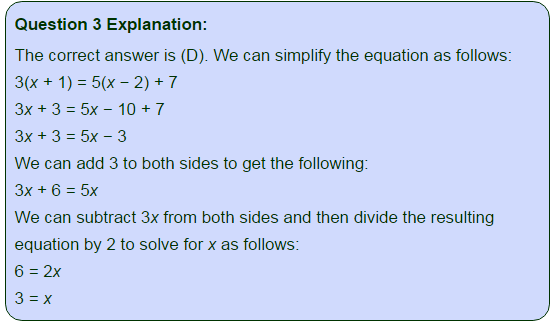 Question 3 Explanation:
The correct answer is (D). We can simplify the equation as follows:
3(x + 1) = 5(x − 2) + 7
3x + 3 = 5x − 10 + 7
3x + 3 = 5x − 3
We can add 3 to both sides to get the following:
3x + 6 = 5x
We can subtract 3x from both sides and then divide the resulting
equation by 2 to solve for x as follows:
6 = 2x
3 = x